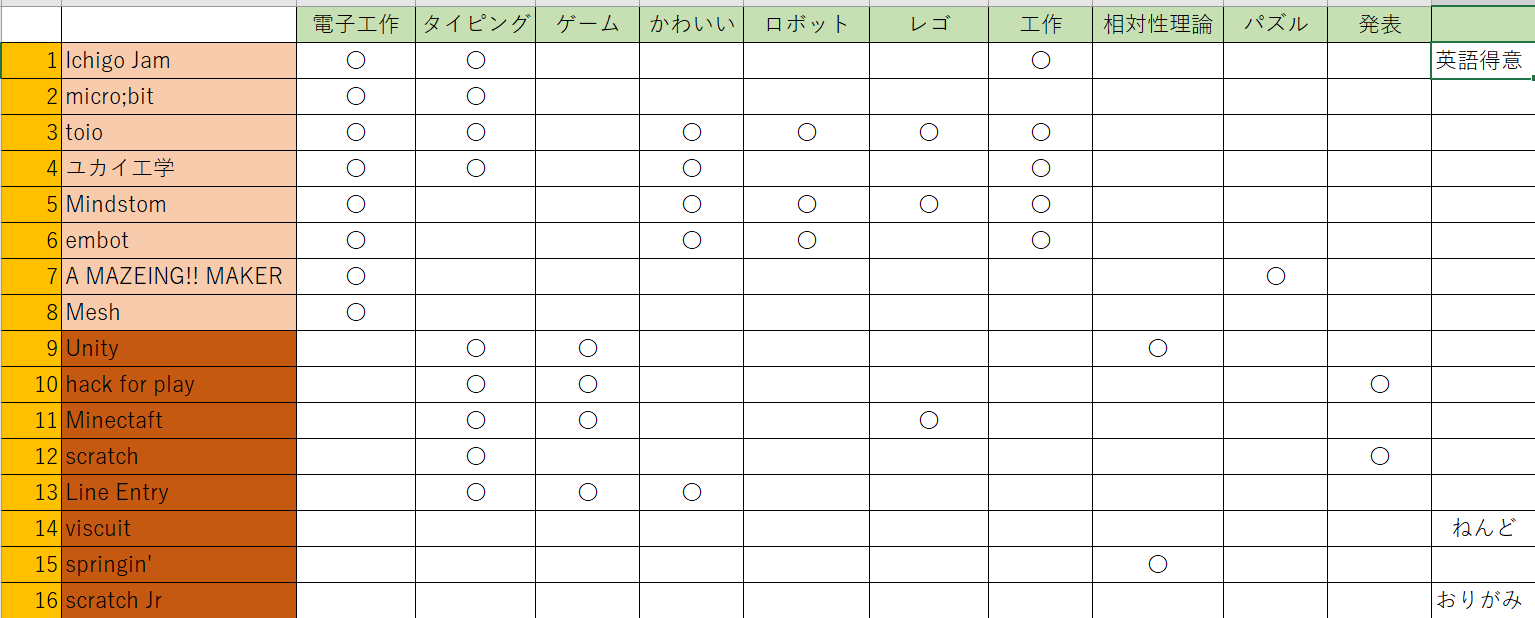 電子工作 タイピング ゲーム かわいい ロボット レゴ 工作 相対性理論 パズル 発表
1 Ichigo Jam ○ ○ ○ 英語得意
2 micro;bit ○ ○
3 toio ○ ○ ○ ○ ○ ○
4 ユカイ工学 ○ ○ ○ ○
5 Mindstom ○ ○ ○ ○ ○
6 embot ○ ○ ○ ○
7 A MAZEING!! MAKER ○ ○
8 Mesh ○
9 Unity ○ ○ ○
10 hack for play ○ ○ ○
11 Minectaft ○ ○ ○
12 scratch ○ ○
13 Line Entry ○ ○ ○
14 viscuit ねんど
15 springin' ○
16 scratch Jr おりがみ